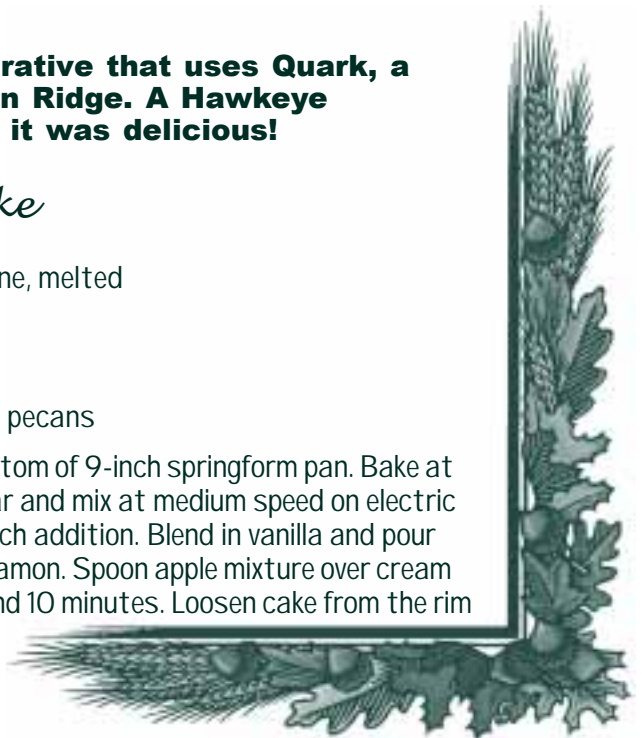 rative that uses Quark, a
n Ridge. A Hawkeye
it was delicious!
ke
ne, melted
pecans
tom of 9-inch springform pan. Bake at
ar and mix at medium speed on electric
ch addition. Blend in vanilla and pour
amon. Spoon apple mixture over cream
nd 10 minutes. Loosen cake from the rim